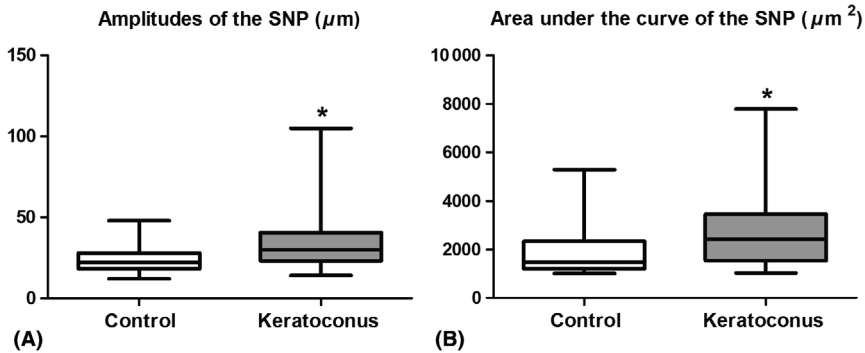 Amplitudes of the SNP (µm)
150
100
50
0
Control
Keratoconus
(A)
*
Area under the curve of the SNP (µm²)
10 000
8000
6000
4000
2000
0
Control
Keratoconus
(B)
*